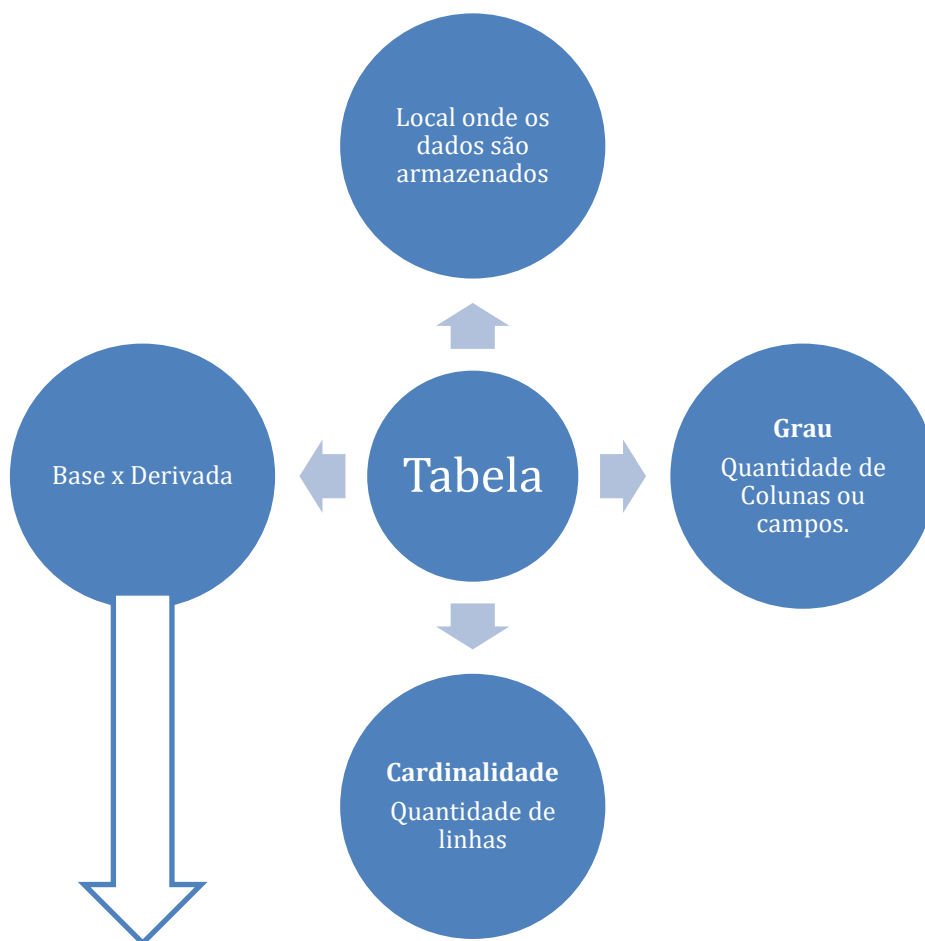 Local onde os
dados são
armazenados
Base x Derivada
Tabela
Grau
Quantidade de
Colunas ou
campos.
Cardinalidade
Quantidade de
linhas